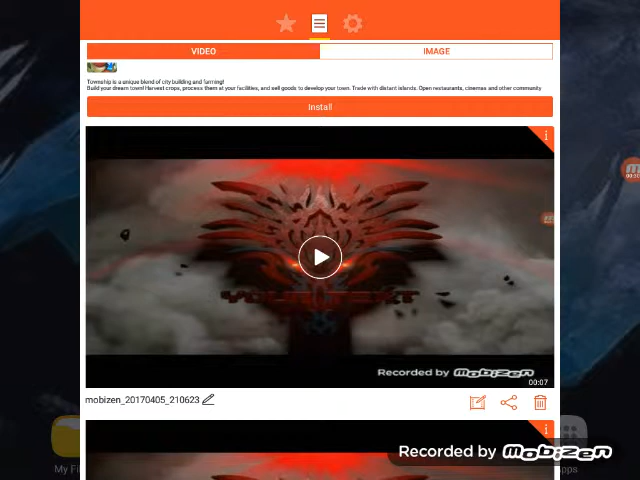 VIDEO
IMAGE
Township is a unique blend of city building and farming!
Build your dream town! Harvest crops, process them at your facilities, and sell goods to develop your town. Trade with distant islands. Open restaurants, cinemas and other community
Install
i
YOUR TEXT
Recorded by Mobizen
00:07
mobizen_20170405_210623
i
Recorded by Mobizen
My Fi
pps